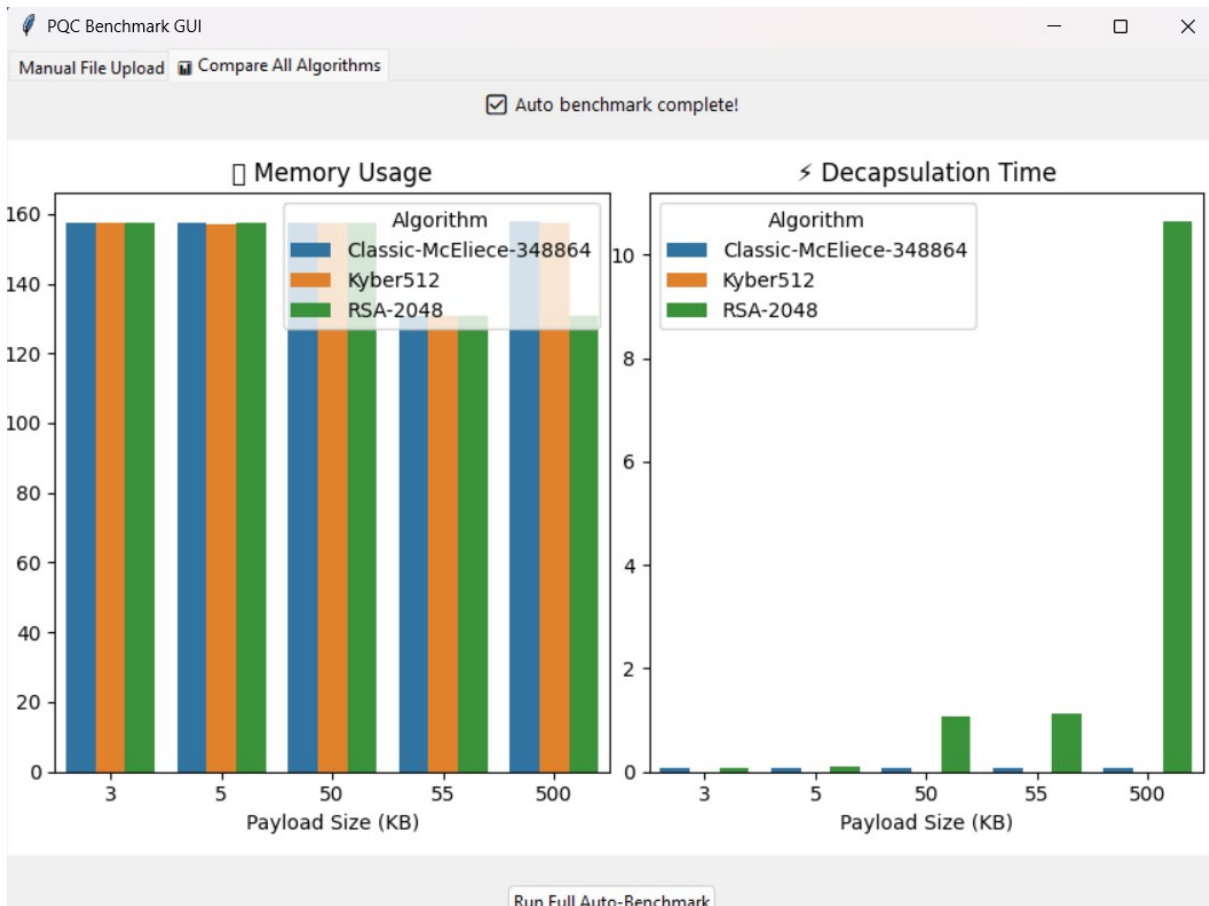 PQC Benchmark GUI
Manual File Upload
Compare All Algorithms
Auto benchmark complete!
Memory Usage
Algorithm
Classic-McEliece-348864
Kyber512
RSA-2048
160
140
120
100
80
60
40
20
0
3 5 50 55 500
Payload Size (KB)
⚡ Decapsulation Time
Algorithm
Classic-McEliece-348864
Kyber512
RSA-2048
10
8
6
4
2
0
3 5 50 55 500
Payload Size (KB)
Run Full Auto-Benchmark